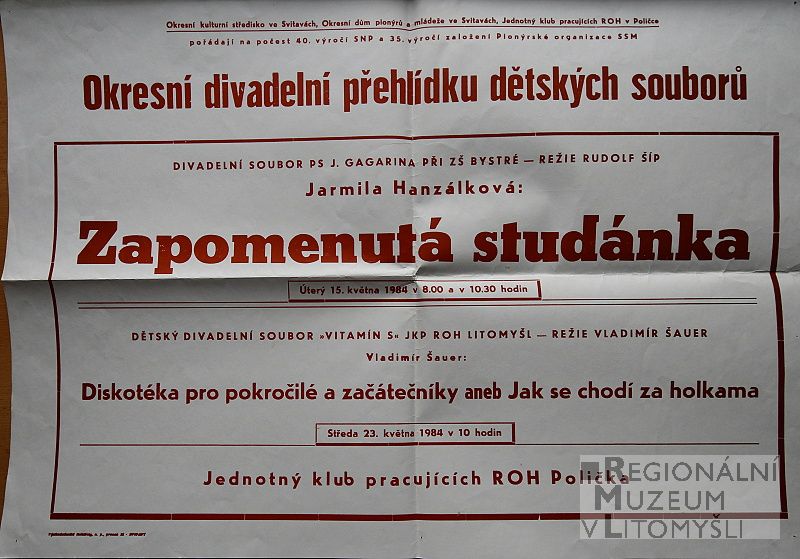 Okresní kulturní středisko ve Svitavách, Okresní dům pionýrů a mládeže ve Svitavách, Jednotný klub pracujících ROH v Poličce
pořádají na počest 40. výročí SNP a 35. výročí založení Pionýrské organizace SSM
Okresní divadelní přehlídku dětských souborů
DIVADELNÍ SOUBOR PS J. GAGARINA PŘI ZŠ BYSTRÉ — REŽIE RUDOLF ŠÍP
Jarmila Hanzálková:
Zapomenutá studánka
Úterý 15. května 1984 v 8.00 a v 10.30 hodin
DĚTSKÝ DIVADELNÍ SOUBOR »VITAMÍN S« JKP ROH LITOMYŠL — REŽIE VLADIMÍR ŠAUER
Vladimír Šauer:
Diskotéka pro pokročilé a začátečníky aneb Jak se chodí za holkama
Středa 23. května 1984 v 10 hodin
Jednotný klub pracujících ROH Polička
REGIONÁLNÍ
MUZEUM
V LITOMYŠLI